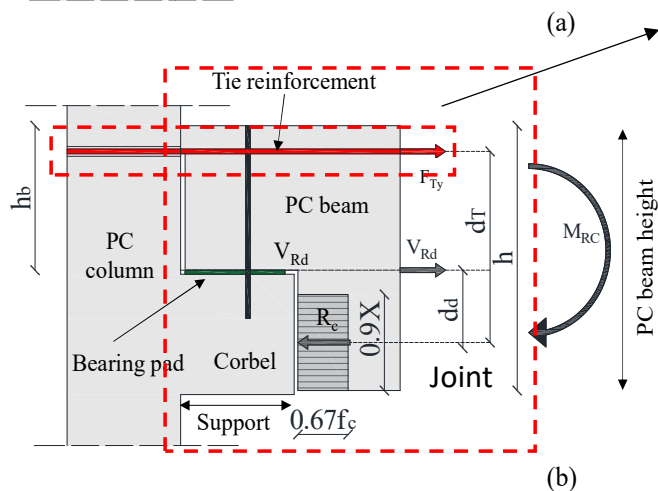 (a)
Tie reinforcement
F_Ty
h_b
PC beam
d_T
h
M_RC
PC beam height
PC
column
V_Rd
V_Rd
d_d
R_c
0.9X
Bearing pad
Corbel
Joint
Support
0.67f_c
(b)